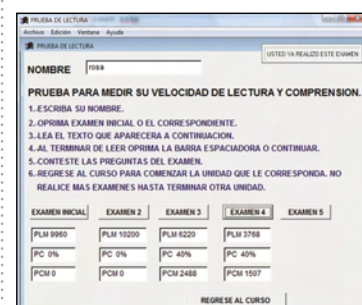 PRUEBA DE LECTURA
Archivo Edición Ventana Ayuda
PRUEBA DE LECTURA
USTED YA REALIZO ESTE EXAMEN
NOMBRE rosa
PRUEBA PARA MEDIR SU VELOCIDAD DE LECTURA Y COMPRENSION.
1.-ESCRIBA SU NOMBRE.
2.-OPRIMA EXAMEN INICIAL O EL CORRESPONDIENTE.
3.-LEA EL TEXTO QUE APARECERA A CONTINUACION.
4.-AL TERMINAR DE LEER OPRIMA LA BARRA ESPACIADORA O CONTINUAR.
5.-CONTESTE LAS PREGUNTAS DEL EXAMEN.
6.-REGRESE AL CURSO PARA COMENZAR LA UNIDAD QUE LE CORRESPONDA. NO
REALICE MAS EXAMENES HASTA TERMINAR OTRA UNIDAD.
EXAMEN INICIAL EXAMEN 2 EXAMEN 3 EXAMEN 4 EXAMEN 5
PLM 9960 PLM 10200 PLM 6220 PLM 3768
PC 0% PC 0% PC 40% PC 40%
PCM 0 PCM 0 PCM 2488 PCM 1507
REGRESE AL CURSO